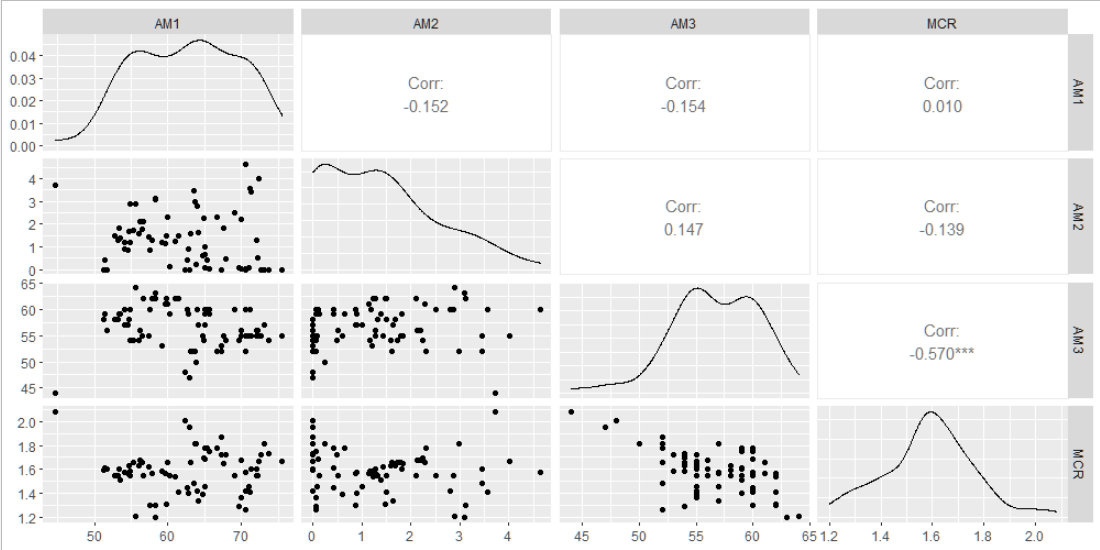 AM1 AM2 AM3 MCR
0.04
0.03
0.02
0.01
0.00
Corr:
-0.152
Corr:
-0.154
Corr:
0.010
AM1
4
3
2
1
0
Corr:
0.147
Corr:
-0.139
AM2
65
60
55
50
45
Corr:
-0.570***
AM3
2.0
1.8
1.6
1.4
1.2
MCR
50 60 70 0 1 2 3 4 45 50 55 60 65 1.2 1.4 1.6 1.8 2.0